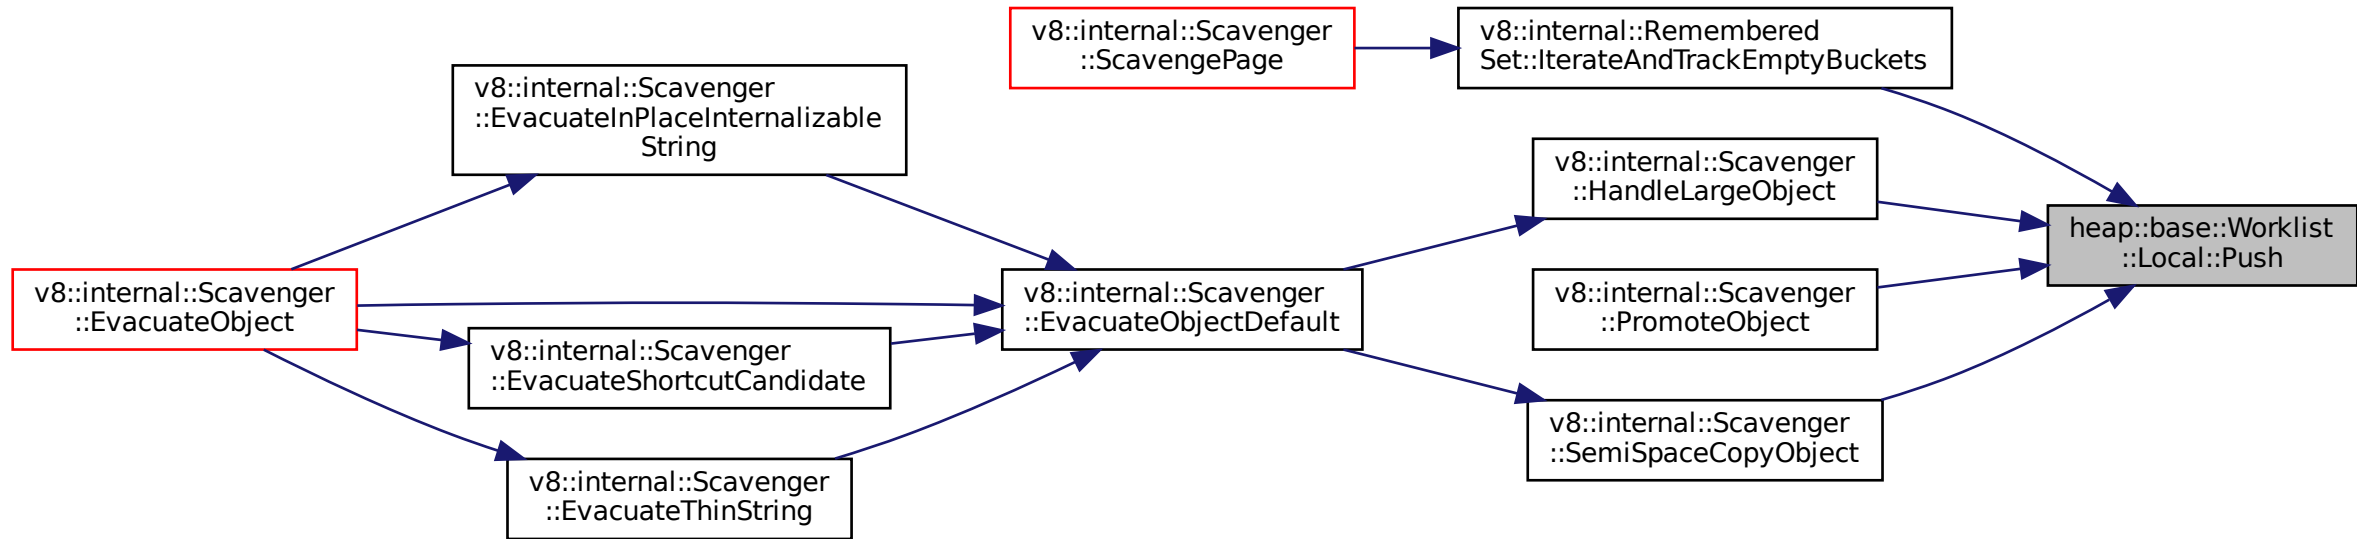 v8::internal::Scavenger
::ScavengePage
v8::internal::Remembered
Set::IterateAndTrackEmptyBuckets
v8::internal::Scavenger
::EvacuateInPlaceInternalizable
String
v8::internal::Scavenger
::HandleLargeObject
heap::base::Worklist
::Local::Push
v8::internal::Scavenger
::EvacuateObject
v8::internal::Scavenger
::EvacuateObjectDefault
v8::internal::Scavenger
::PromoteObject
v8::internal::Scavenger
::EvacuateShortcutCandidate
v8::internal::Scavenger
::SemiSpaceCopyObject
v8::internal::Scavenger
::EvacuateThinString